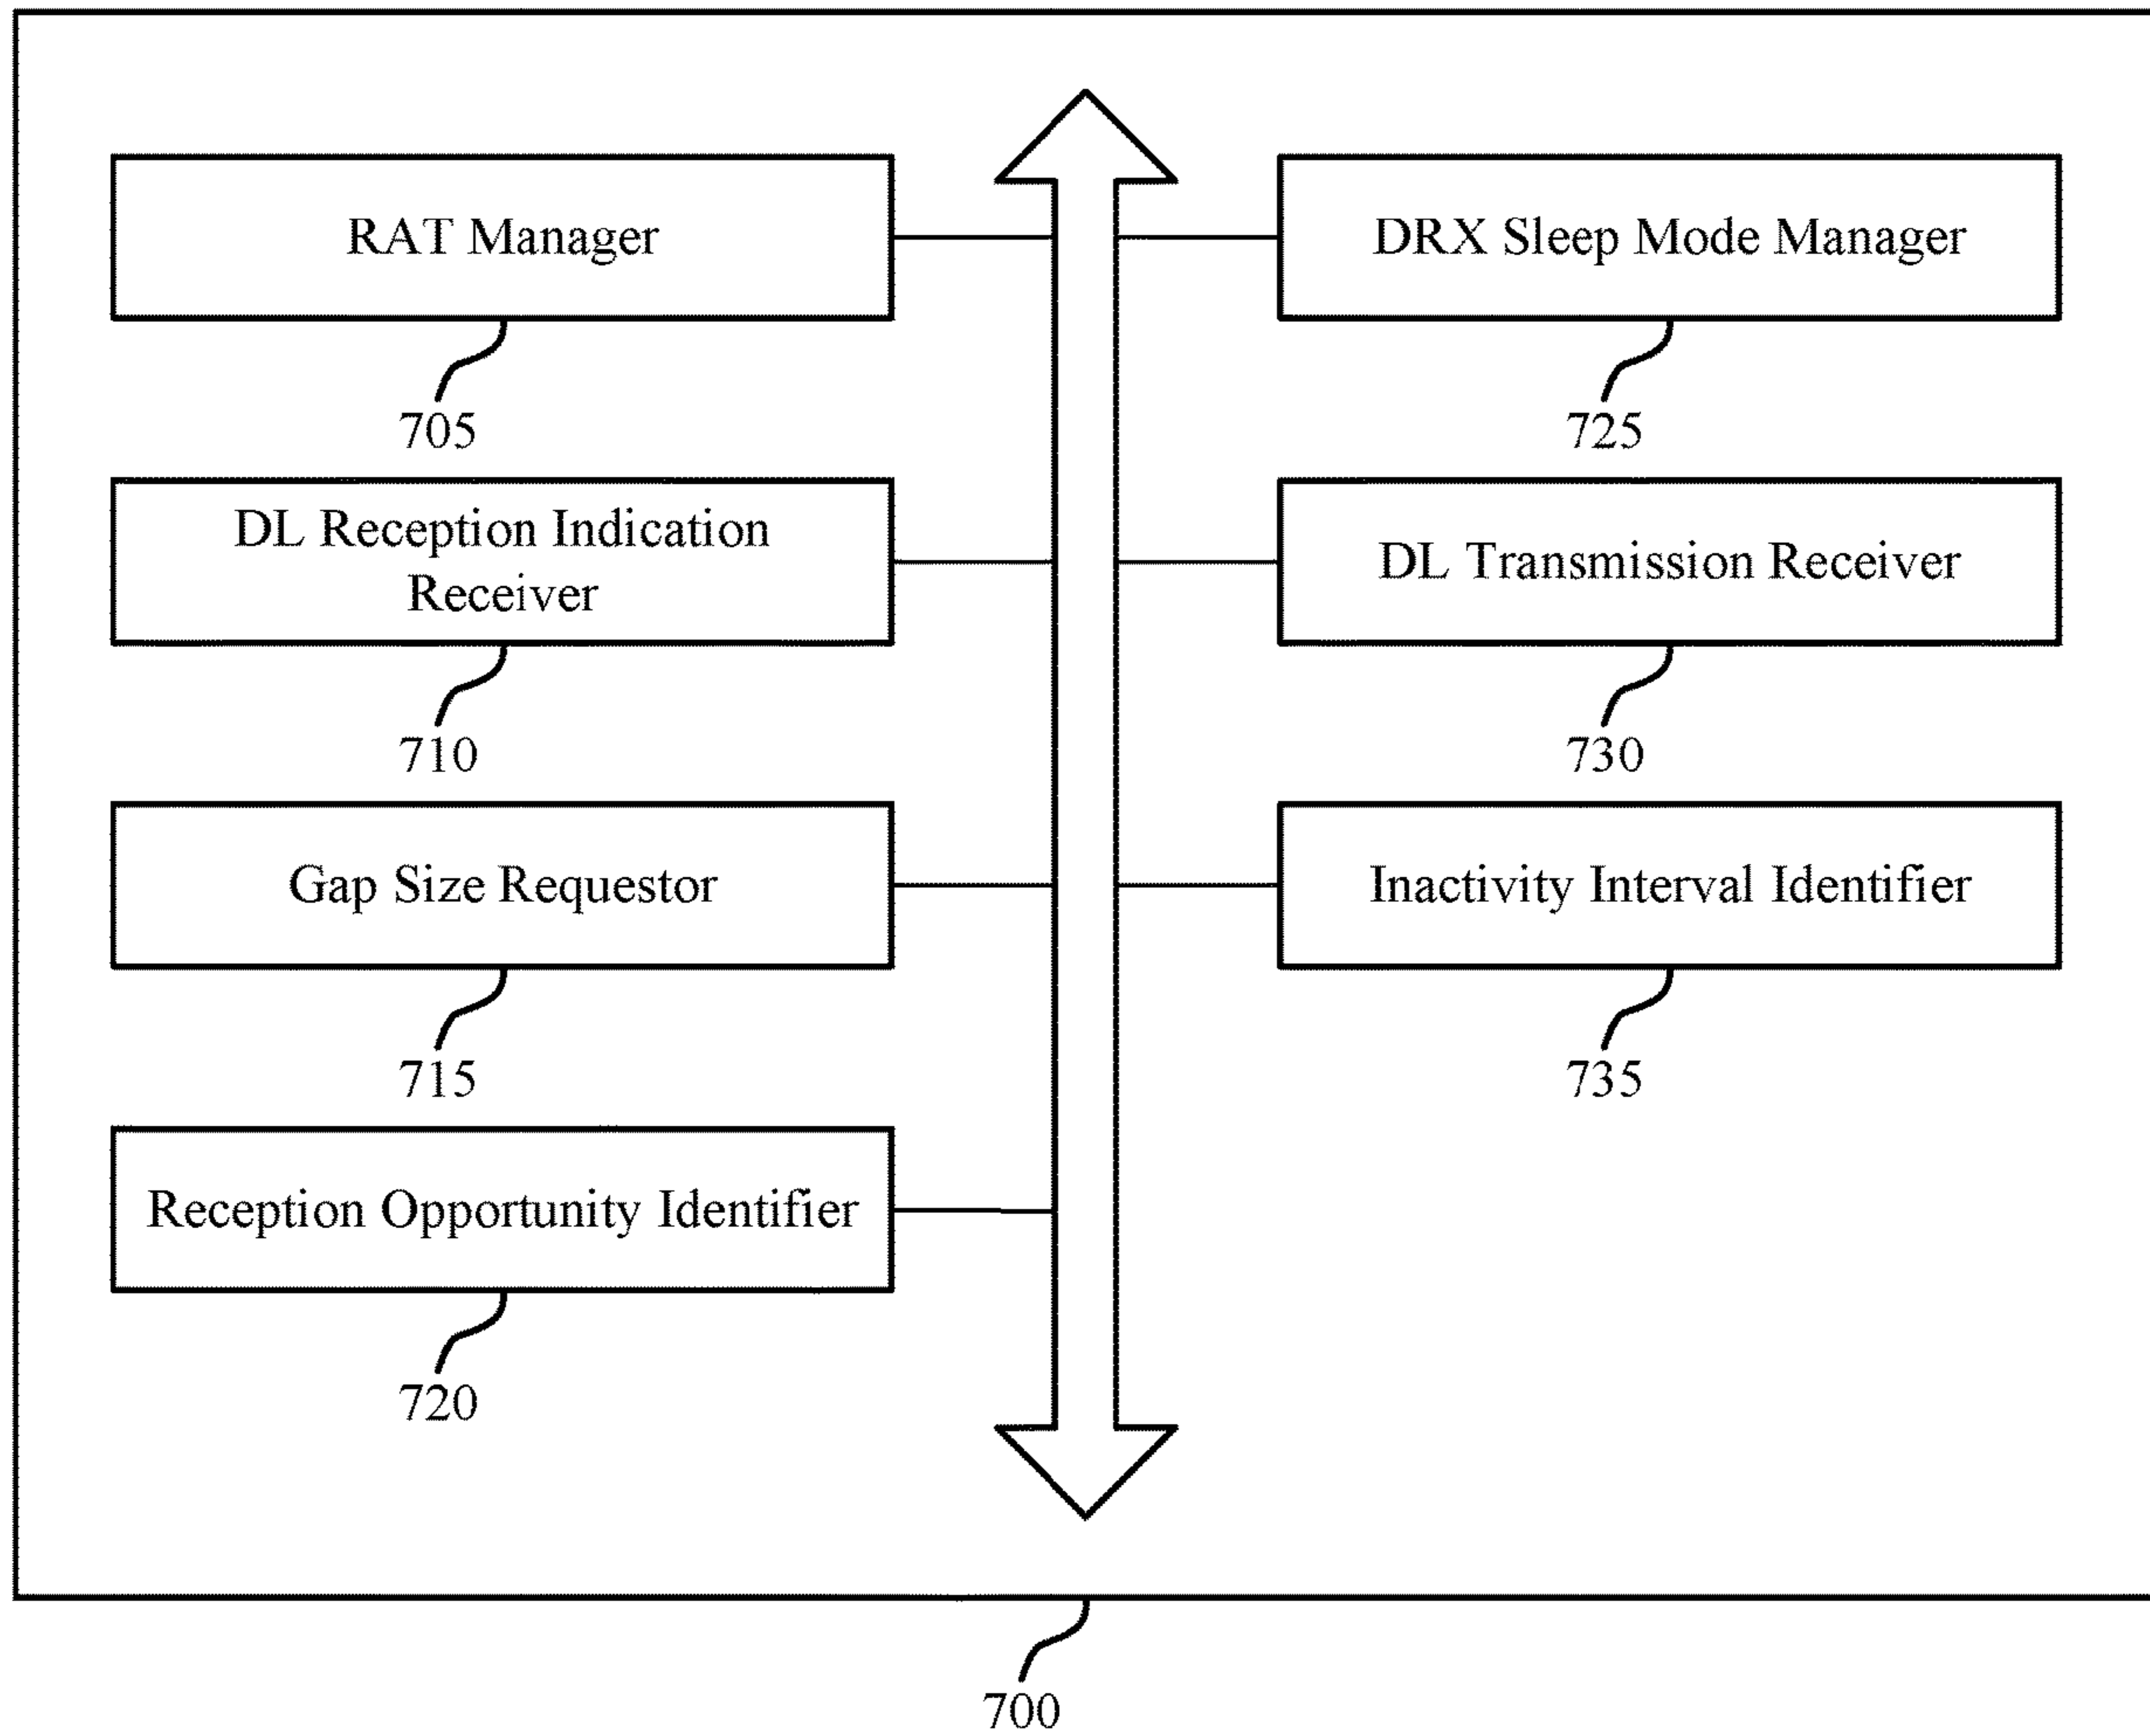 RAT Manager
705
DL Reception Indication
Receiver
710
Gap Size Requestor
715
Reception Opportunity Identifier
720
DRX Sleep Mode Manager
725
DL Transmission Receiver
730
Inactivity Interval Identifier
735
700